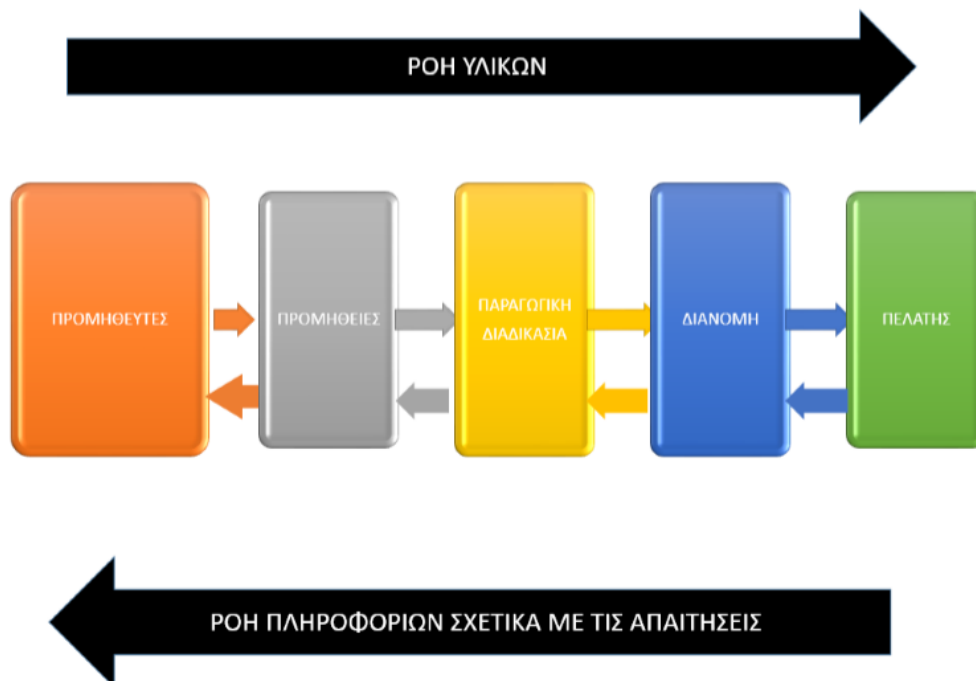 ΡΟΗ ΥΛΙΚΩΝ
ΠΡΟΜΗΘΕΥΤΕΣ
ΠΡΟΜΗΘΕΙΕΣ
ΠΑΡΑΓΩΓΙΚΗ
ΔΙΑΔΙΚΑΣΙΑ
ΔΙΑΝΟΜΗ
ΠΕΛΑΤΗΣ
ΡΟΗ ΠΛΗΡΟΦΟΡΙΩΝ ΣΧΕΤΙΚΑ ΜΕ ΤΙΣ ΑΠΑΙΤΗΣΕΙΣ